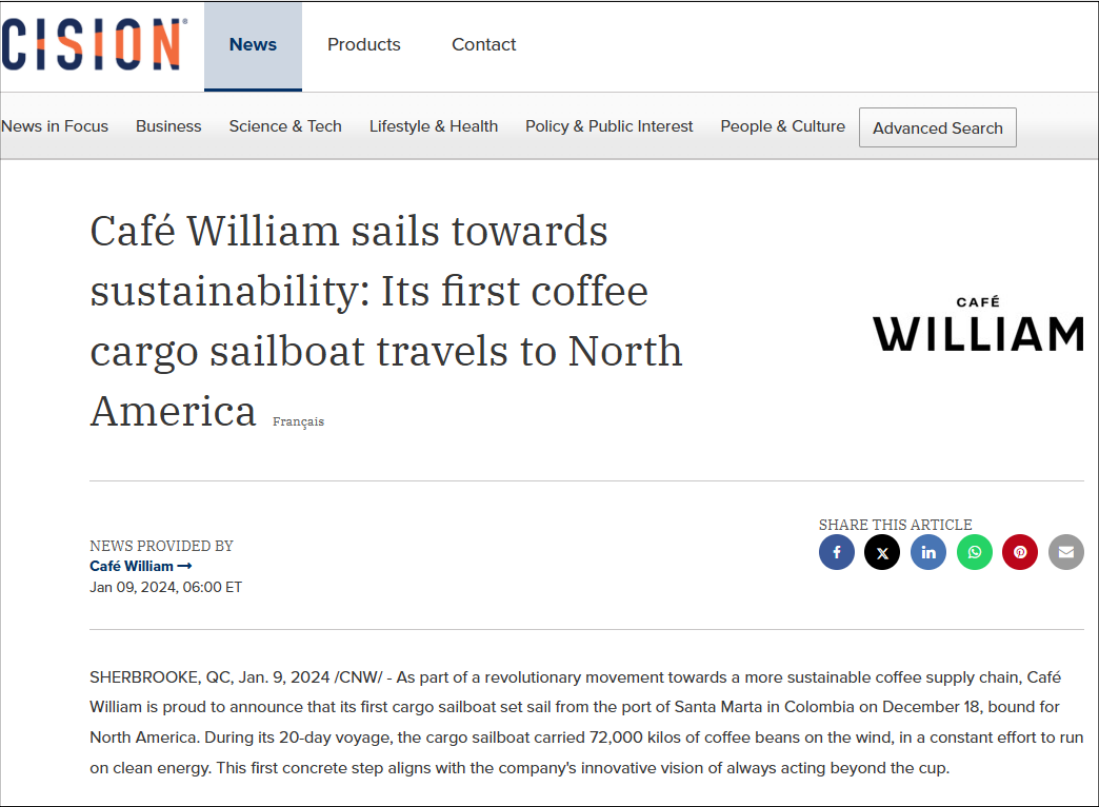 CISION®
News Products Contact
News in Focus Business Science & Tech Lifestyle & Health Policy & Public Interest People & Culture Advanced Search
Café William sails towards
sustainability: Its first coffee
cargo sailboat travels to North
America Français
CAFÉ
WILLIAM
NEWS PROVIDED BY
Café William →
Jan 09, 2024, 06:00 ET
SHARE THIS ARTICLE
SHERBROOKE, QC, Jan. 9, 2024 /CNW/ - As part of a revolutionary movement towards a more sustainable coffee supply chain, Café
William is proud to announce that its first cargo sailboat set sail from the port of Santa Marta in Colombia on December 18, bound for
North America. During its 20-day voyage, the cargo sailboat carried 72,000 kilos of coffee beans on the wind, in a constant effort to run
on clean energy. This first concrete step aligns with the company's innovative vision of always acting beyond the cup.